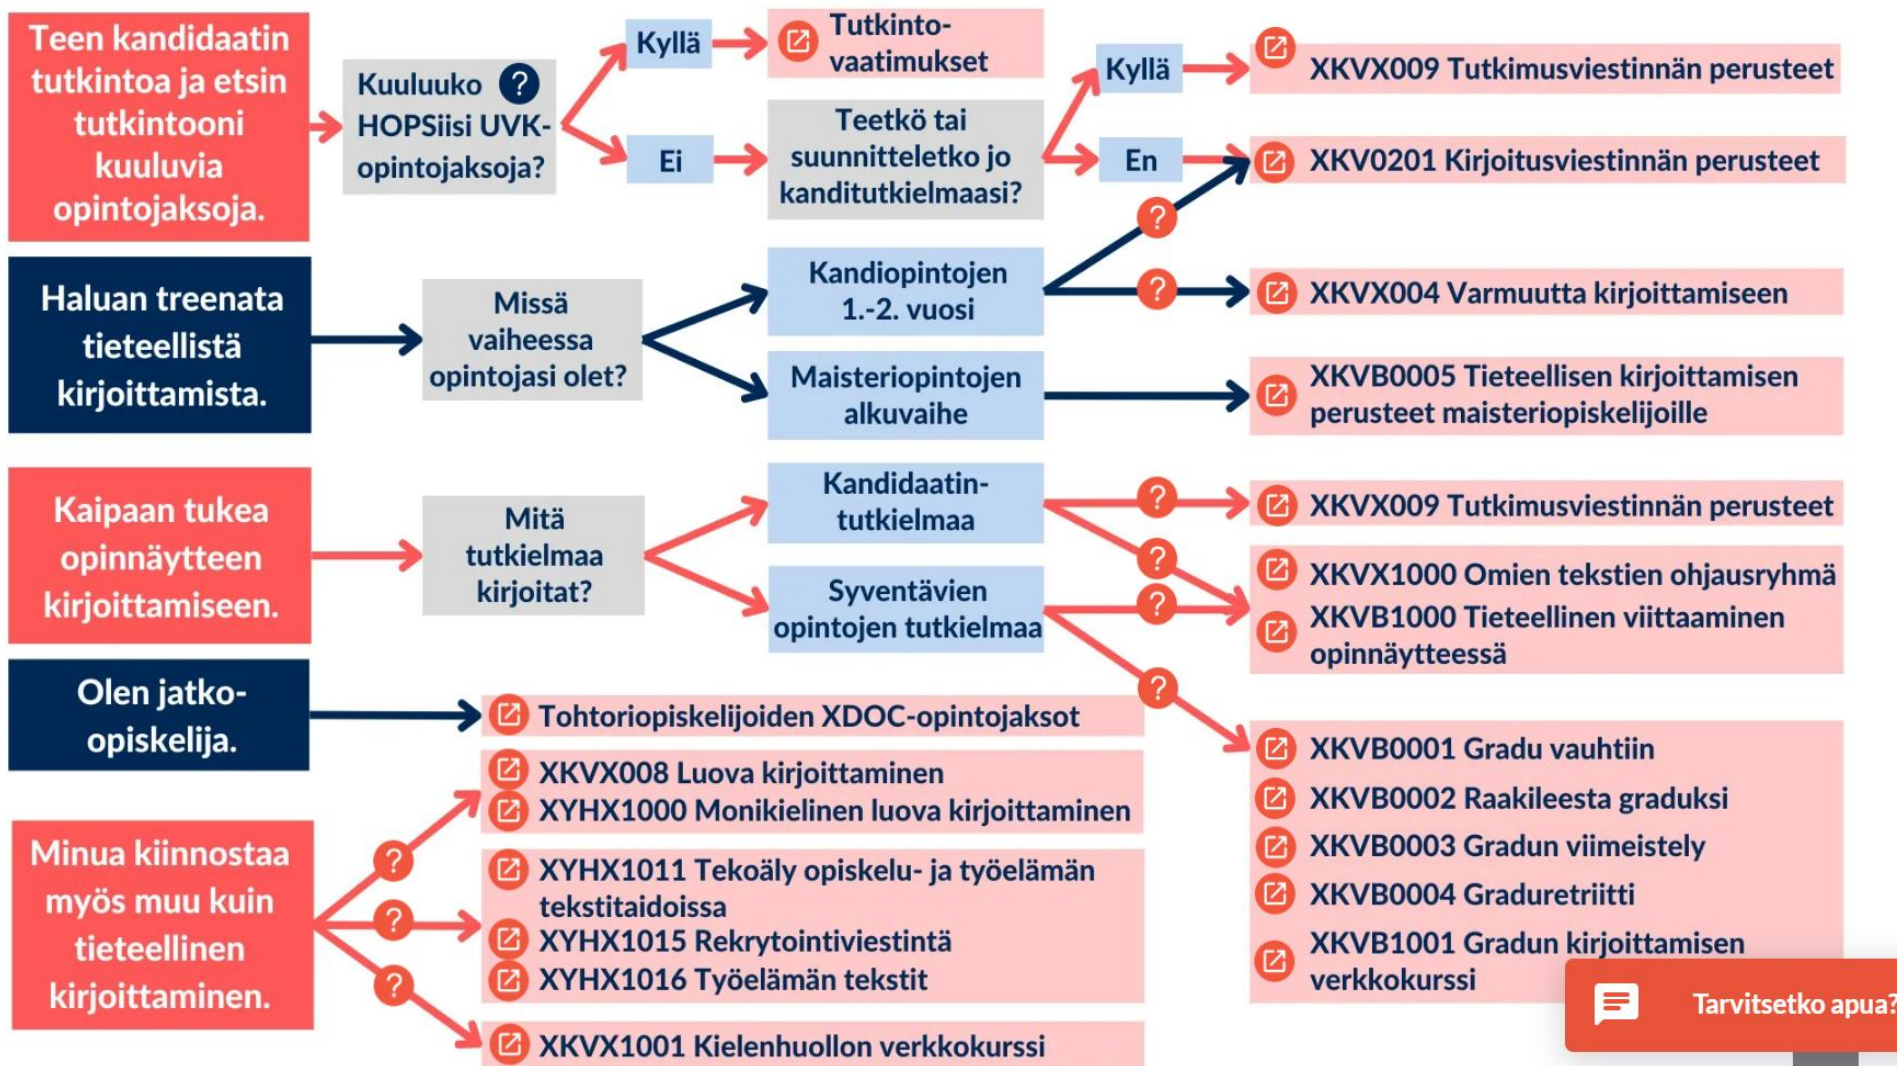 Teen kandidaatin
tutkintoa ja etsin
tutkintooni
kuuluvia
opintojaksoja.
Kuuluuko ?
HOPSiisi UVK-
opintojaksoja?
Kyllä
Tutkinto-
vaatimukset
Ei
Teetkö tai
suunnitteletko jo
kanditutkielmaasi?
Kyllä
XKVX009 Tutkimusviestinnän perusteet
En
XKV0201 Kirjoitusviestinnän perusteet
Haluan treenata
tieteellistä
kirjoittamista.
Missä
vaiheessa
opintojasi olet?
Kandiopintojen
1.-2. vuosi
?
?
XKVX004 Varmuutta kirjoittamiseen
Maisteriopintojen
alkuvaihe
XKVB0005 Tieteellisen kirjoittamisen
perusteet maisteriopiskelijoille
Kaipaan tukea
opinnäytteen
kirjoittamiseen.
Mitä
tutkielmaa
kirjoitat?
Kandidaatin-
tutkielmaa
?
XKVX009 Tutkimusviestinnän perusteet
?
Syventävien
opintojen tutkielmaa
?
XKVX1000 Omien tekstien ohjausryhmä
XKVB1000 Tieteellinen viittaaminen
opinnäytteessä
?
XKVB0001 Gradu vauhtiin
XKVB0002 Raakileesta graduksi
XKVB0003 Gradun viimeistely
XKVB0004 Graduretriitti
XKVB1001 Gradun kirjoittamisen
verkkokurssi
Olen jatko-
opiskelija.
Tohtoriopiskelijoiden XDOC-opintojaksot
Minua kiinnostaa
myös muu kuin
tieteellinen
kirjoittaminen.
?
XKVX008 Luova kirjoittaminen
XYHX1000 Monikielinen luova kirjoittaminen
?
XYHX1011 Tekoäly opiskelu- ja työelämän
tekstitaidoissa
XYHX1015 Rekrytointiviestintä
XYHX1016 Työelämän tekstit
?
XKVX1001 Kielenhuollon verkkokurssi
Tarvitsetko apua?